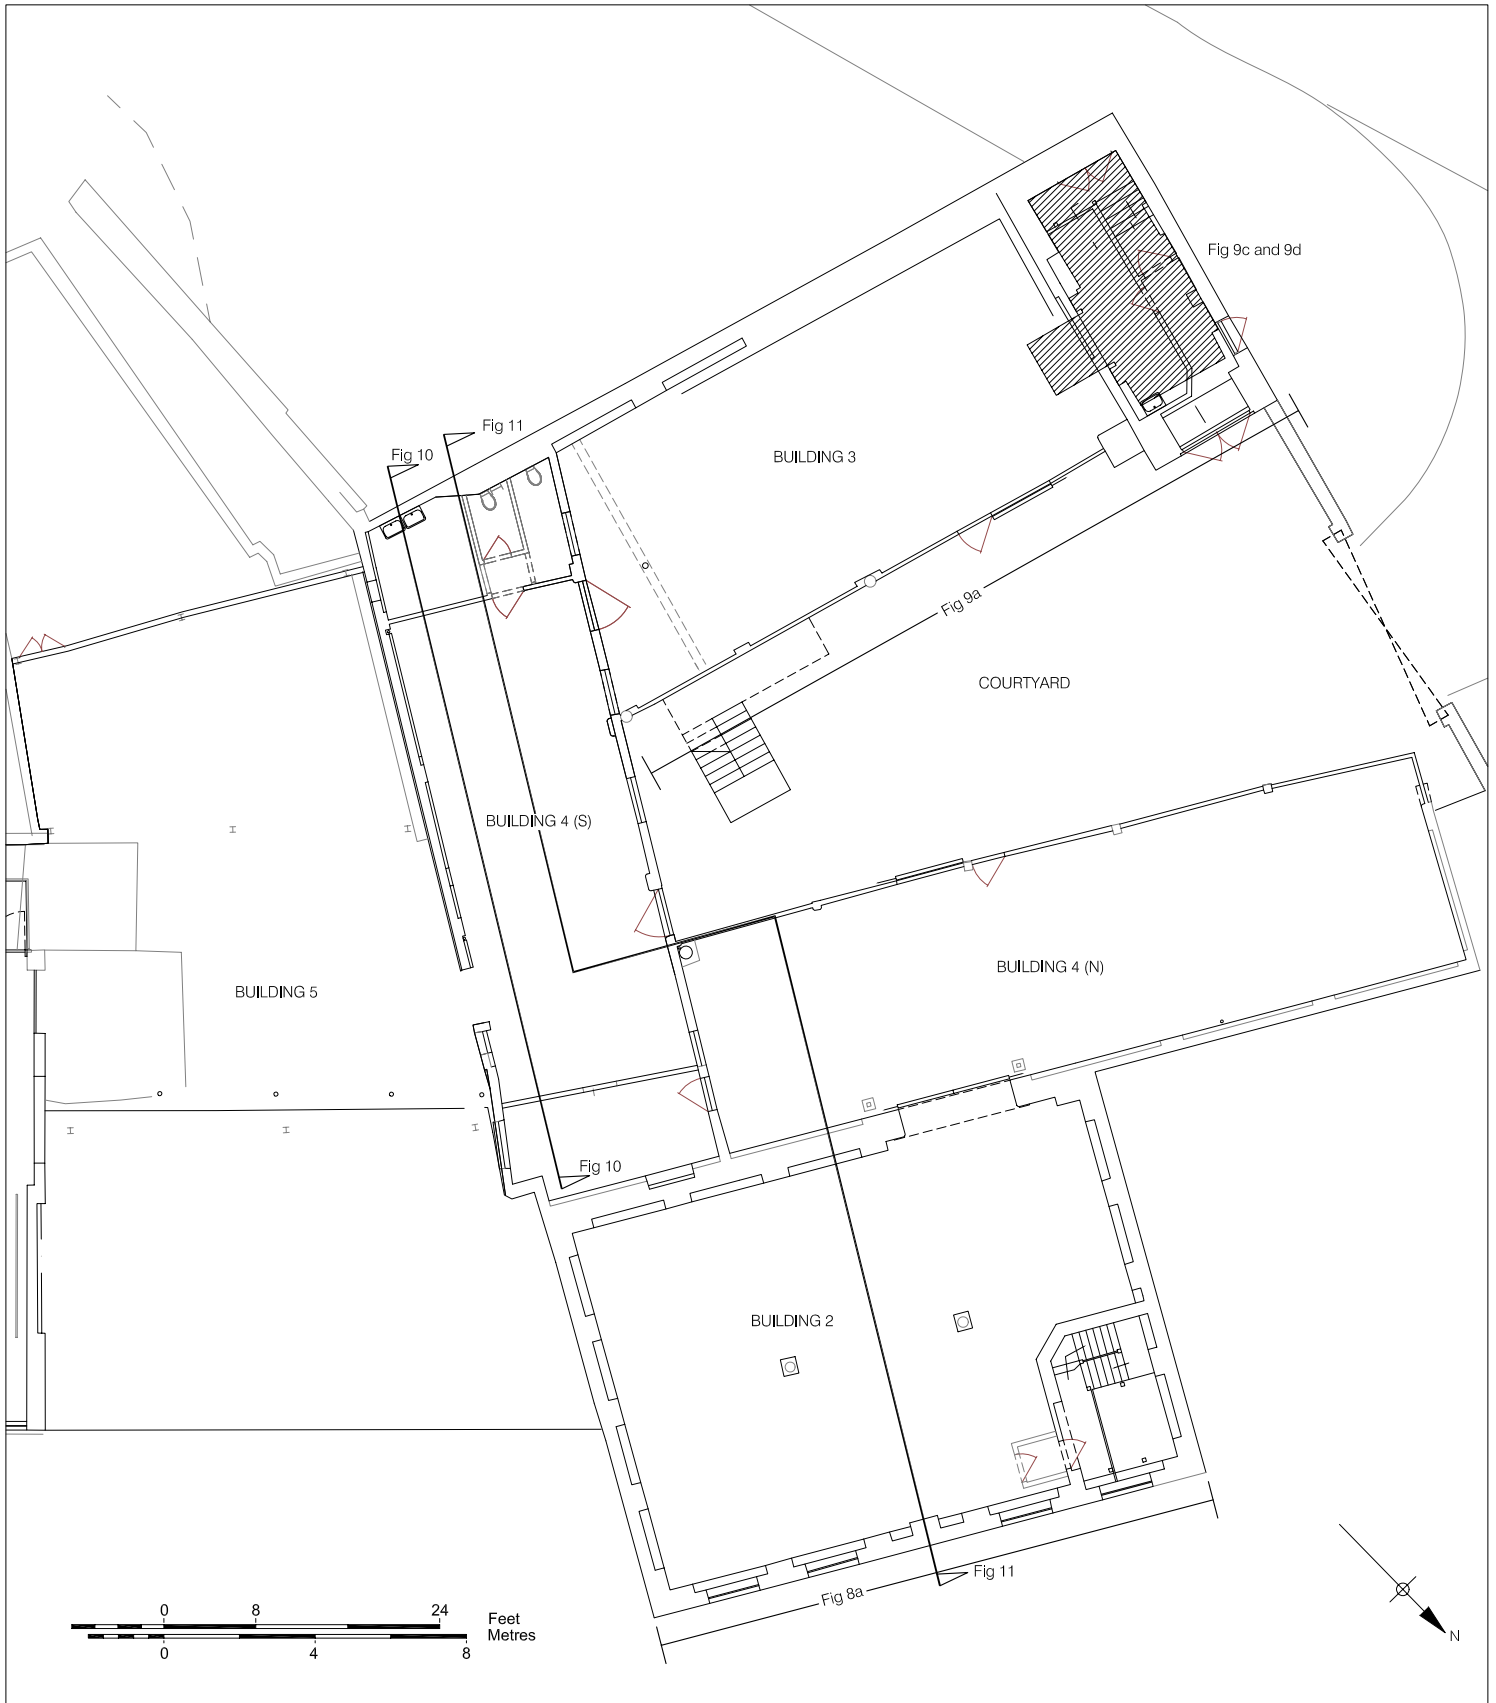 Fig 9c and 9d
Fig 11
Fig 10
BUILDING 3
Fig 9a
COURTYARD
BUILDING 4 (S)
BUILDING 4 (N)
BUILDING 5
Fig 10
BUILDING 2
Fig 11
Fig 8a
0 8 24 Feet
Metres
0 4 8
N